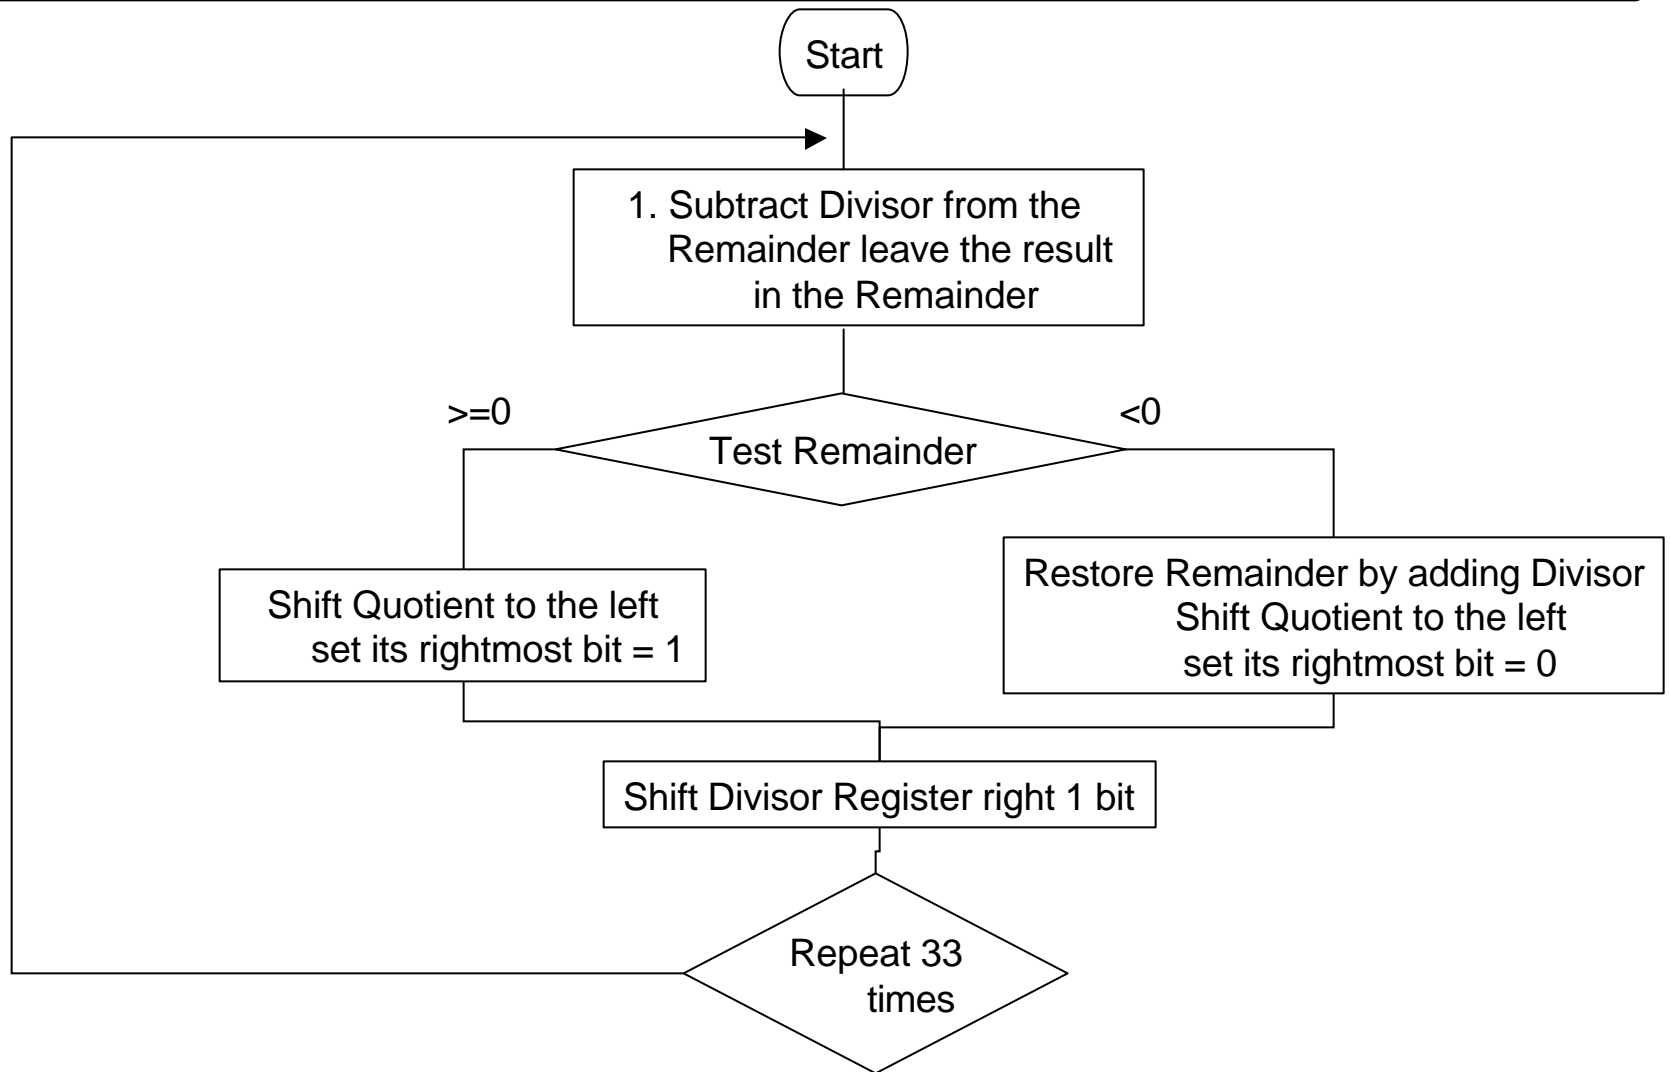 Start
1. Subtract Divisor from the
Remainder leave the result
in the Remainder
>=0
<0
Test Remainder
Shift Quotient to the left
set its rightmost bit = 1
Restore Remainder by adding Divisor
Shift Quotient to the left
set its rightmost bit = 0
Shift Divisor Register right 1 bit
Repeat 33
times